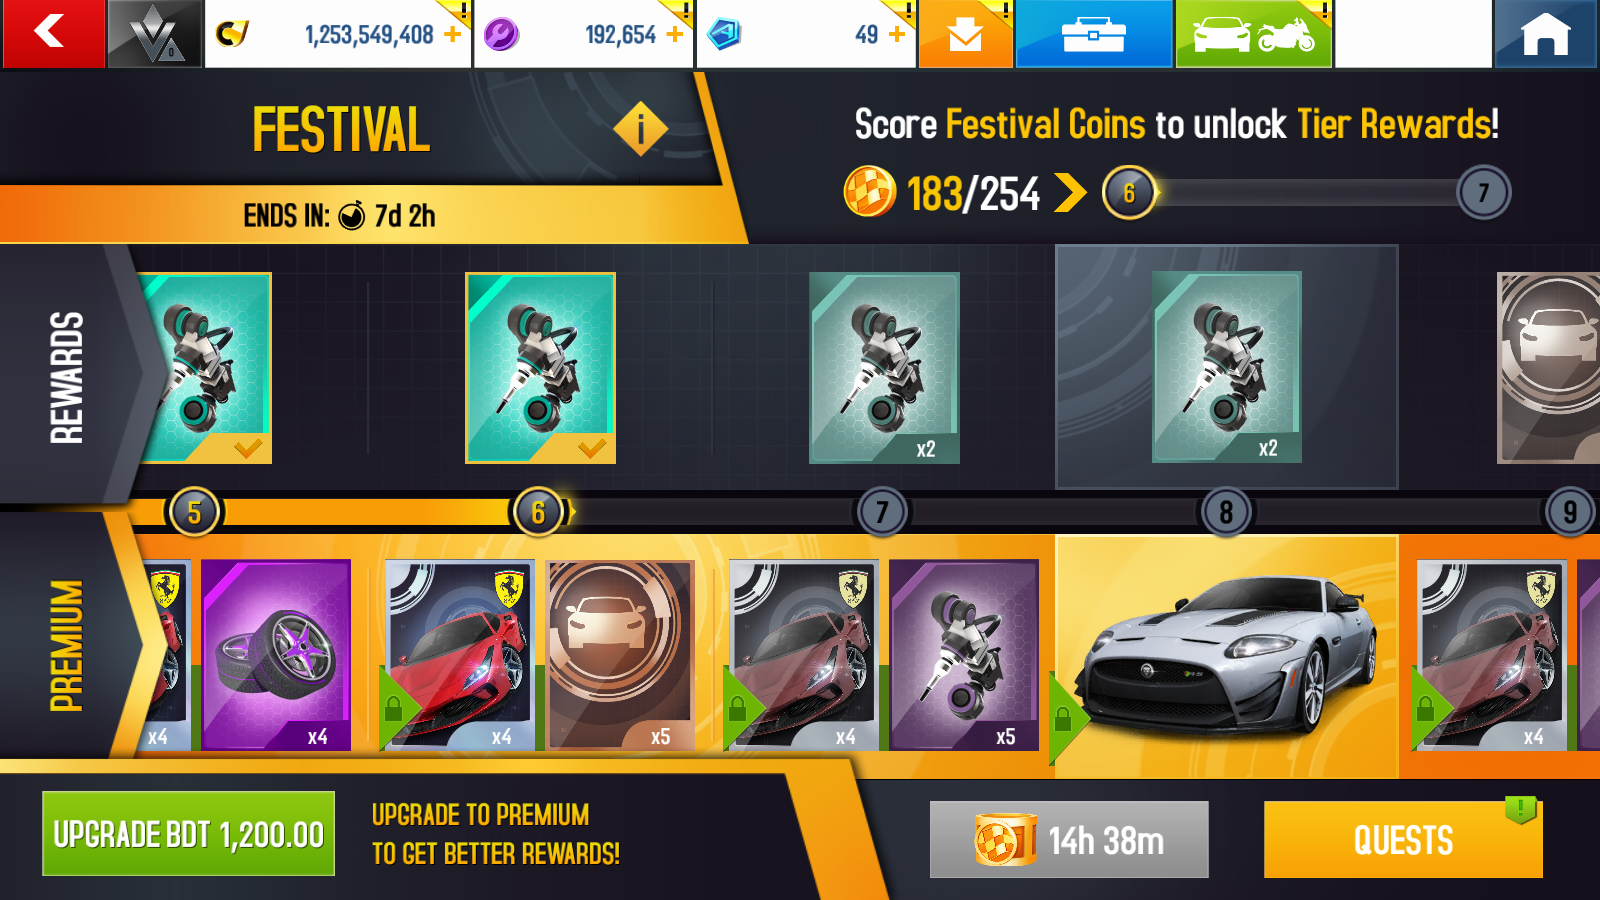 0
1,253,549,408 +
192,654 +
49 +
FESTIVAL
i
ENDS IN: 7d 2h
Score Festival Coins to unlock Tier Rewards!
183/254
6
7
REWARDS
x2
x2
5
6
7
8
9
PREMIUM
x4
x4
x4
x5
x4
x5
x4
UPGRADE BDT 1,200.00
UPGRADE TO PREMIUM
TO GET BETTER REWARDS!
14h 38m
QUESTS